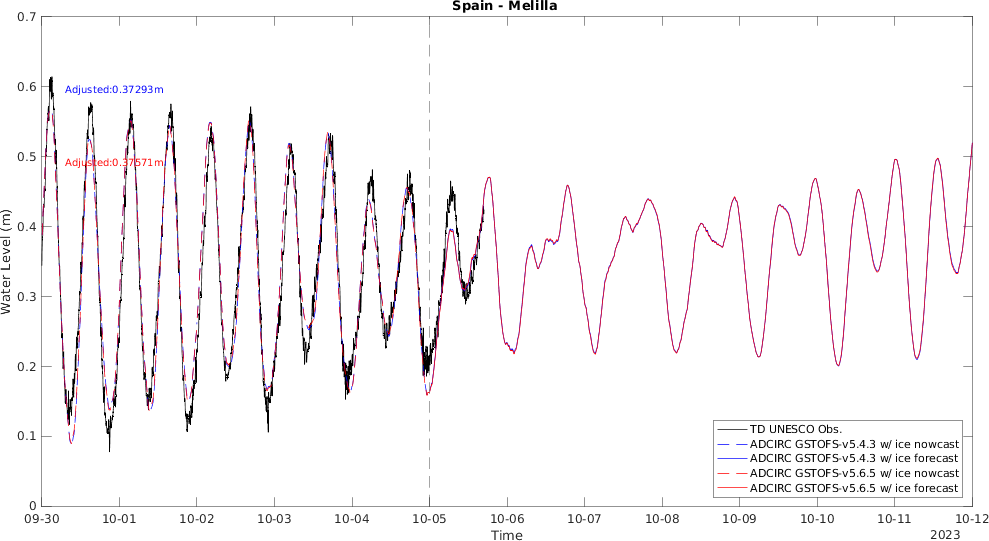 Spain - Melilla
0.7
0.6
0.5
0.4
0.3
0.2
0.1
0
Water Level (m)
Adjusted:0.37293m
Adjusted:0.37571m
TD UNESCO Obs.
ADCIRC GSTOFS-v5.4.3 w/ ice nowcast
ADCIRC GSTOFS-v5.4.3 w/ ice forecast
ADCIRC GSTOFS-v5.6.5 w/ ice nowcast
ADCIRC GSTOFS-v5.6.5 w/ ice forecast
09-30 10-01 10-02 10-03 10-04 10-05 10-06 10-07 10-08 10-09 10-10 10-11 10-12
Time
2023